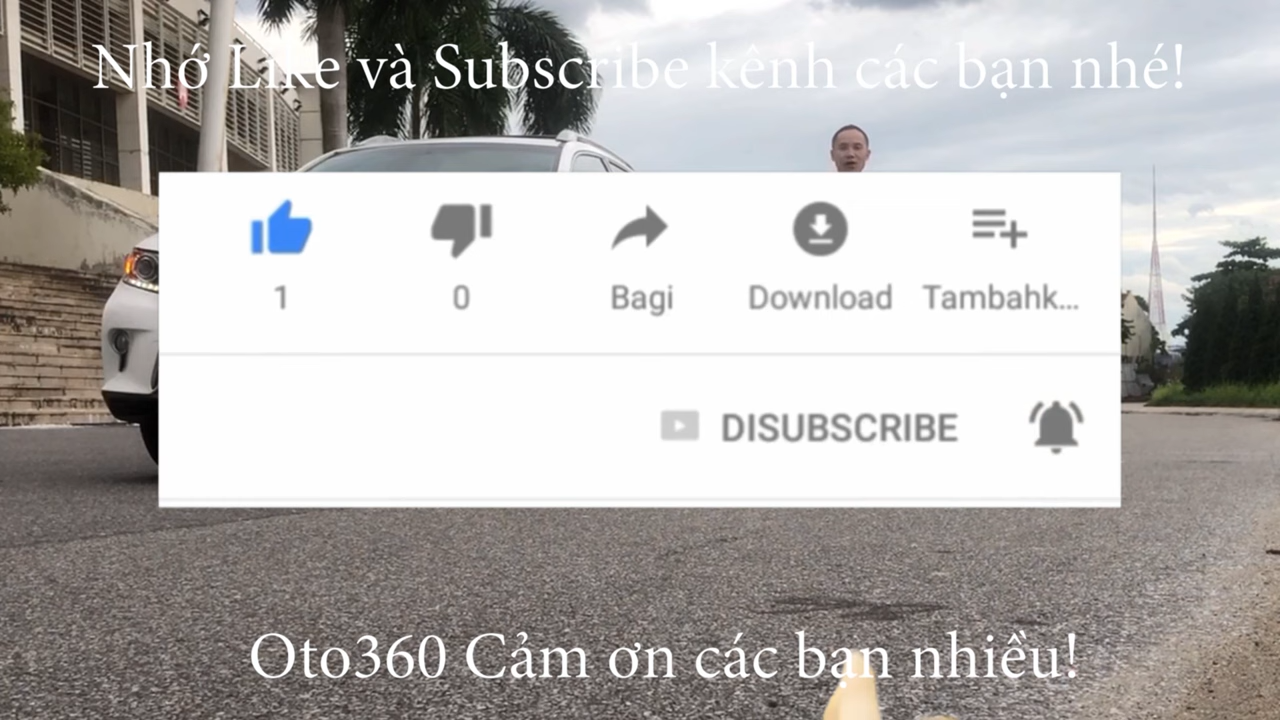 Nhớ Like và Subscribe kênh các bạn nhé!
1 0 Bagi Download Tambahk...
DISUBSCRIBE
Oto360 Cảm ơn các bạn nhiều!